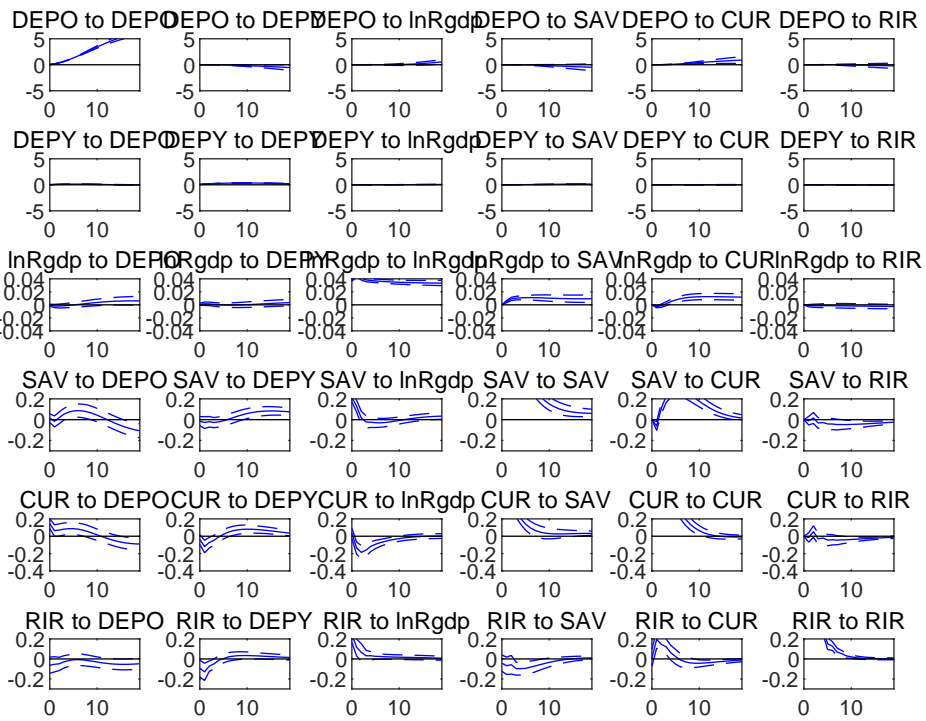 DEPO to DEPO DEPO to DEPY DEPO to lnRgdp DEPO to SAV DEPO to CUR DEPO to RIR
5 5 5 5 5 5
0 0 0 0 0 0
-5 -5 -5 -5 -5 -5
0 10 0 10 0 10 0 10 0 10 0 10
DEPY to DEPO DEPY to DEPY DEPY to lnRgdp DEPY to SAV DEPY to CUR DEPY to RIR
5 5 5 5 5 5
0 0 0 0 0 0
-5 -5 -5 -5 -5 -5
0 10 0 10 0 10 0 10 0 10 0 10
lnRgdp to DEPO lnRgdp to DEPY lnRgdp to lnRgdp lnRgdp to SAV lnRgdp to CUR lnRgdp to RIR
0.04 0.04 0.04 0.04 0.04 0.04
0.02 0.02 0.02 0.02 0.02 0.02
0 0 0 0 0 0
-0.02 -0.02 -0.02 -0.02 -0.02 -0.02
-0.04 -0.04 -0.04 -0.04 -0.04 -0.04
0 10 0 10 0 10 0 10 0 10 0 10
SAV to DEPO SAV to DEPY SAV to lnRgdp SAV to SAV SAV to CUR SAV to RIR
0.2 0.2 0.2 0.2 0.2 0.2
0 0 0 0 0 0
-0.2 -0.2 -0.2 -0.2 -0.2 -0.2
0 10 0 10 0 10 0 10 0 10 0 10
CUR to DEPO CUR to DEPY CUR to lnRgdp CUR to SAV CUR to CUR CUR to RIR
0.2 0.2 0.2 0.2 0.2 0.2
0 0 0 0 0 0
-0.2 -0.2 -0.2 -0.2 -0.2 -0.2
-0.4 -0.4 -0.4 -0.4 -0.4 -0.4
0 10 0 10 0 10 0 10 0 10 0 10
RIR to DEPO RIR to DEPY RIR to lnRgdp RIR to SAV RIR to CUR RIR to RIR
0.2 0.2 0.2 0.2 0.2 0.2
0 0 0 0 0 0
-0.2 -0.2 -0.2 -0.2 -0.2 -0.2
0 10 0 10 0 10 0 10 0 10 0 10